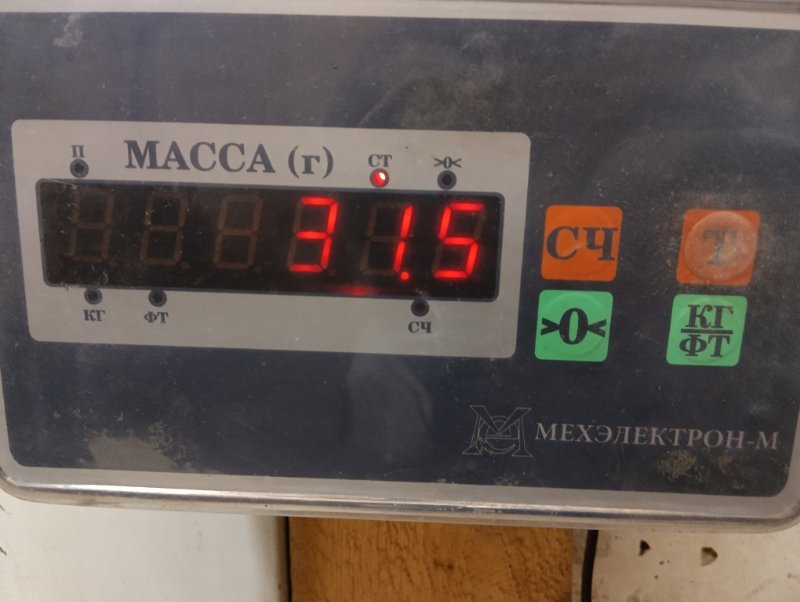 П
МАССА (г)
СТ
>0<
31.5
КГ
ФТ
СЧ
СЧ
Т
>0<
КГ
ФТ
МЕХЭЛЕКТРОН-М